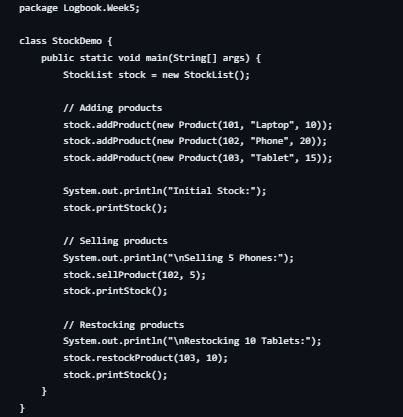 package Logbook.Week5;

class StockDemo {
    public static void main(String[] args) {
        StockList stock = new StockList();

        // Adding products
        stock.addProduct(new Product(101, "Laptop", 10));
        stock.addProduct(new Product(102, "Phone", 20));
        stock.addProduct(new Product(103, "Tablet", 15));

        System.out.println("Initial Stock:");
        stock.printStock();

        // Selling products
        System.out.println("\nSelling 5 Phones:");
        stock.sellProduct(102, 5);
        stock.printStock();

        // Restocking products
        System.out.println("\nRestocking 10 Tablets:");
        stock.restockProduct(103, 10);
        stock.printStock();
    }
}